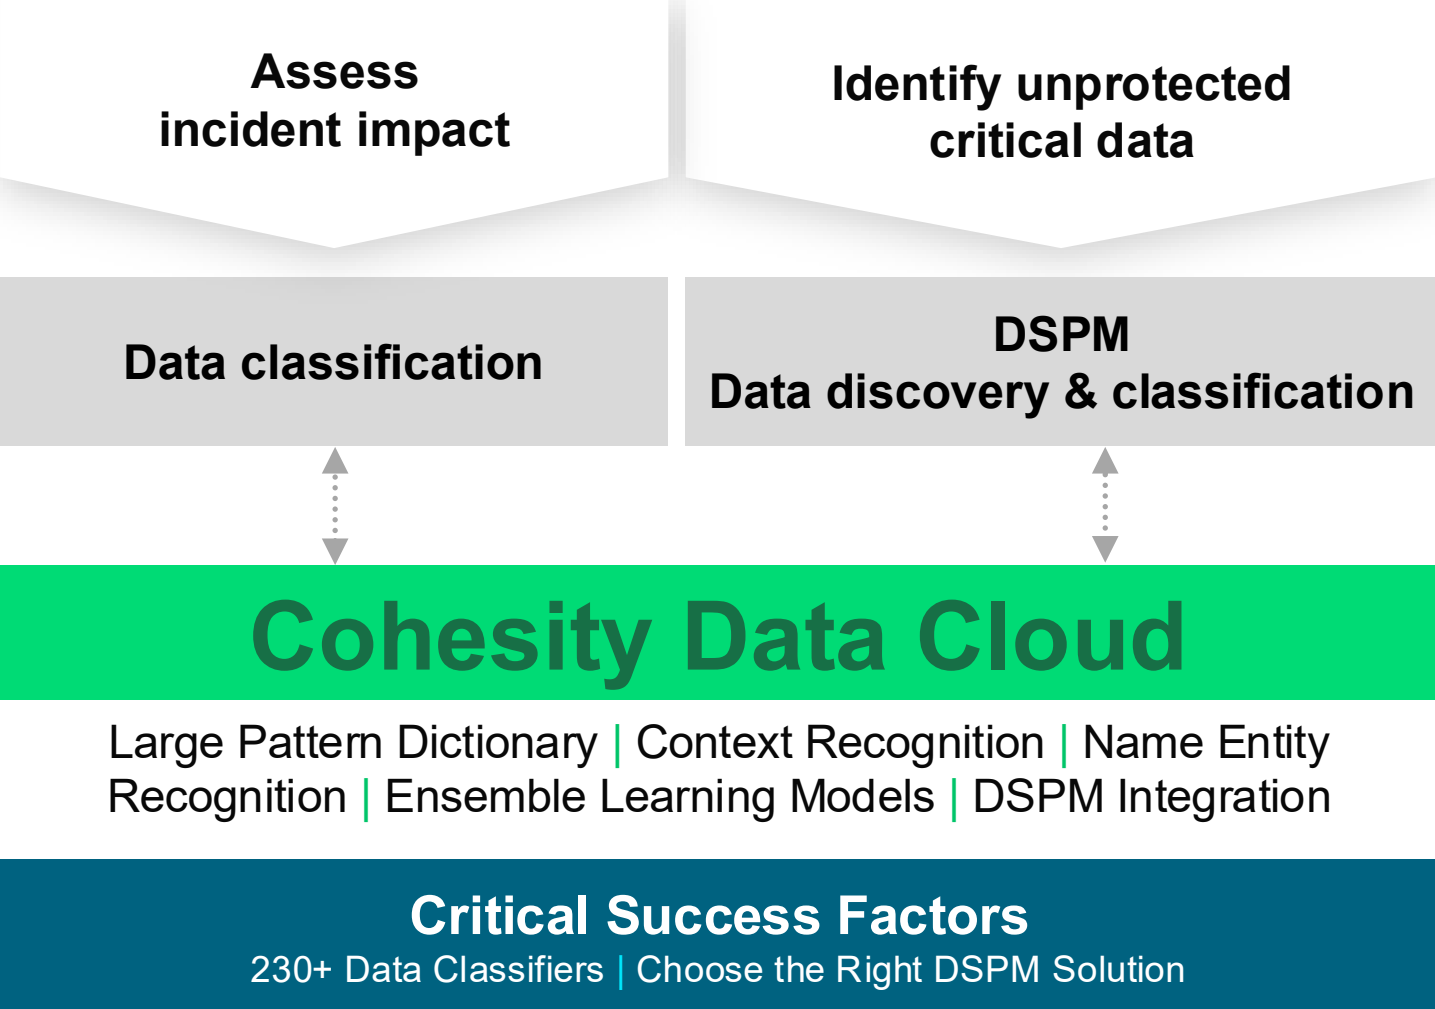 Assess
incident impact
Identify unprotected
critical data
Data classification
DSPM
Data discovery & classification
Cohesity Data Cloud
Large Pattern Dictionary | Context Recognition | Name Entity
Recognition | Ensemble Learning Models | DSPM Integration
Critical Success Factors
230+ Data Classifiers | Choose the Right DSPM Solution